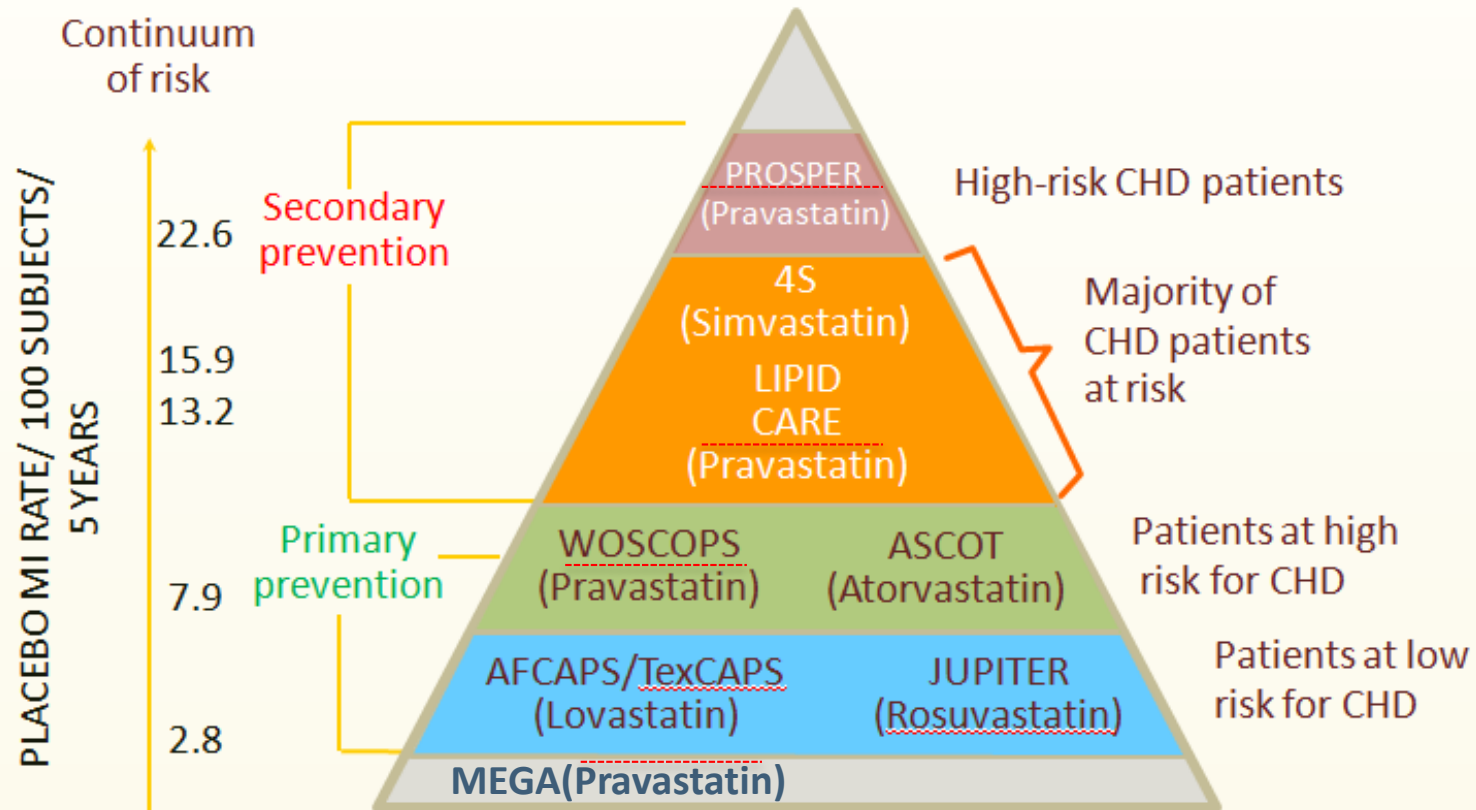 Continuum
of risk
PLACEBO MI RATE/ 100 SUBJECTS/
5 YEARS
22.6
15.9
13.2
7.9
2.8
Secondary
prevention
Primary
prevention
PROSPER
(Pravastatin)
4S
(Simvastatin)
LIPID
CARE
(Pravastatin)
WOSCOPS
(Pravastatin)
ASCOT
(Atorvastatin)
AFCAPS/TexCAPS
(Lovastatin)
JUPITER
(Rosuvastatin)
MEGA(Pravastatin)
High-risk CHD patients
Majority of
CHD patients
at risk
Patients at high
risk for CHD
Patients at low
risk for CHD